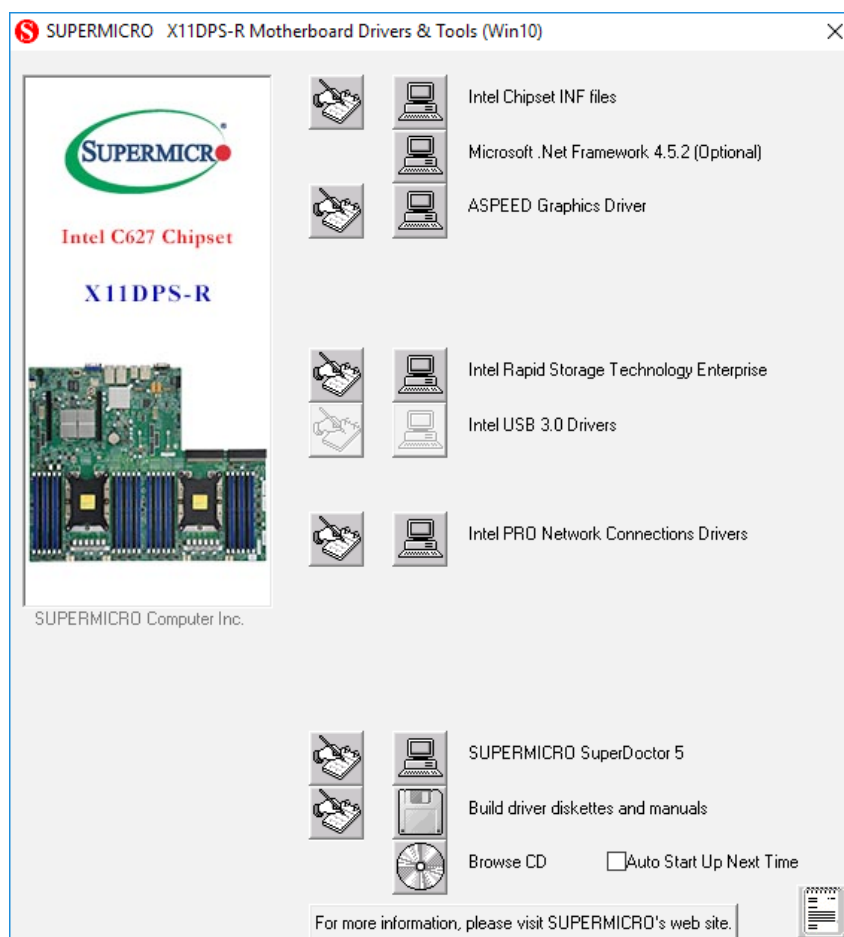 SUPERMICRO X11DPS-R Motherboard Drivers & Tools (Win10)
SUPERMICRO
Intel C627 Chipset
X11DPS-R
SUPERMICRO Computer Inc.
Intel Chipset INF files
Microsoft .Net Framework 4.5.2 (Optional)
ASPEED Graphics Driver
Intel Rapid Storage Technology Enterprise
Intel USB 3.0 Drivers
Intel PRO Network Connections Drivers
SUPERMICRO SuperDoctor 5
Build driver diskettes and manuals
Browse CD Auto Start Up Next Time
For more information, please visit SUPERMICRO's web site.